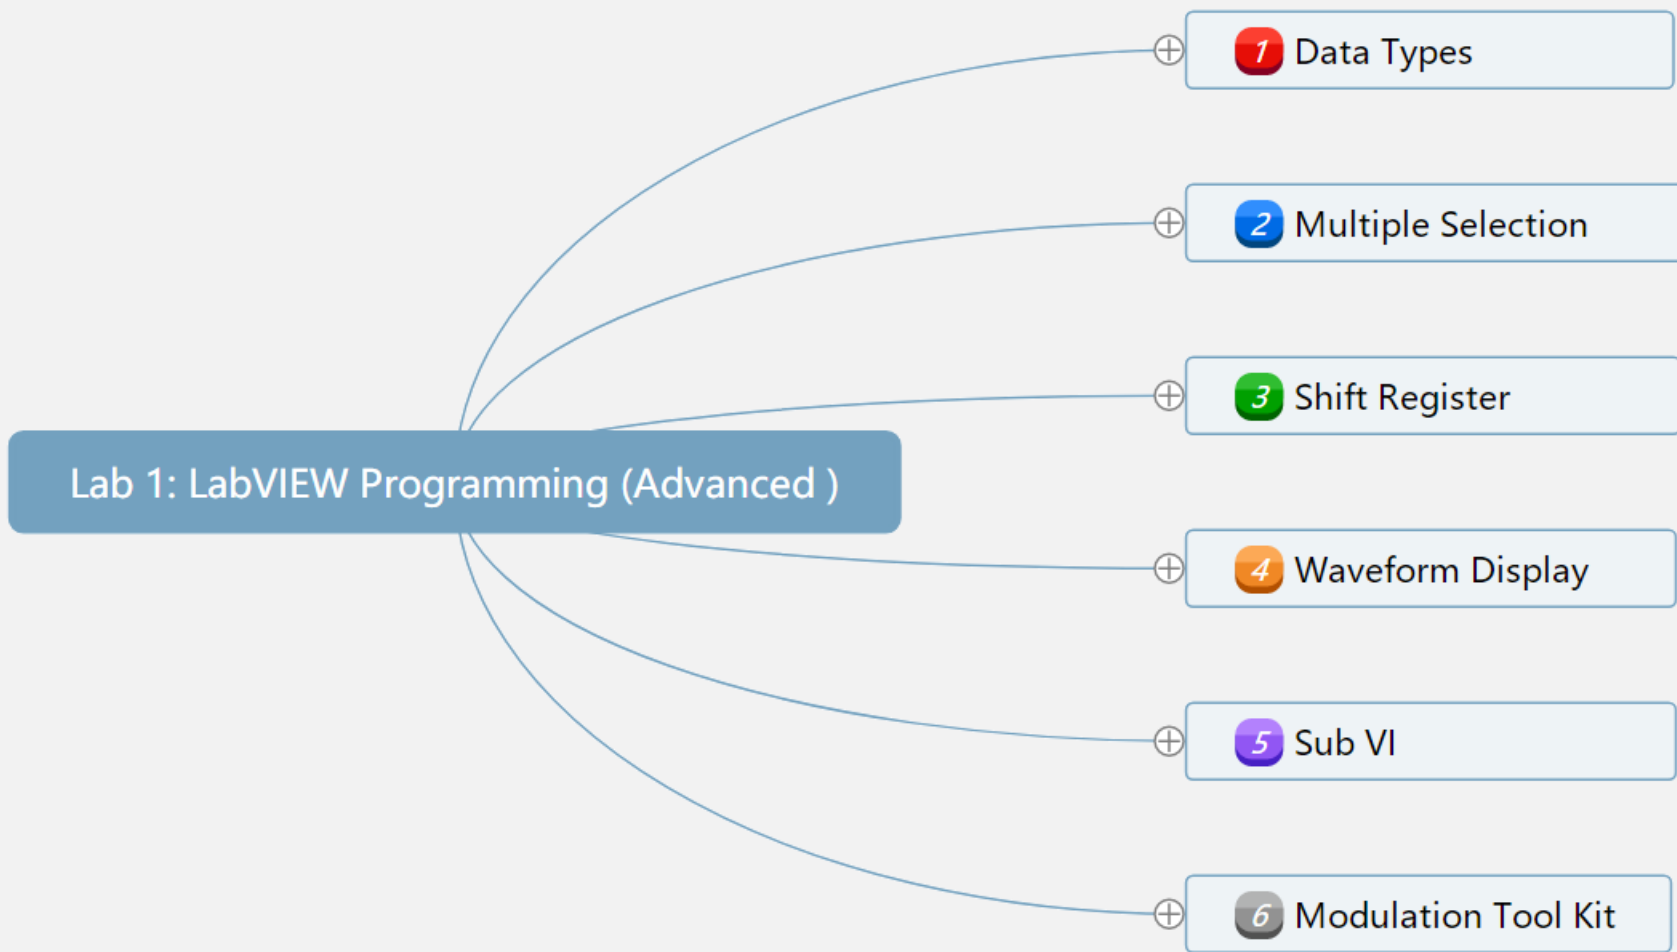 1 Data Types
2 Multiple Selection
3 Shift Register
Lab 1: LabVIEW Programming (Advanced )
4 Waveform Display
5 Sub VI
6 Modulation Tool Kit